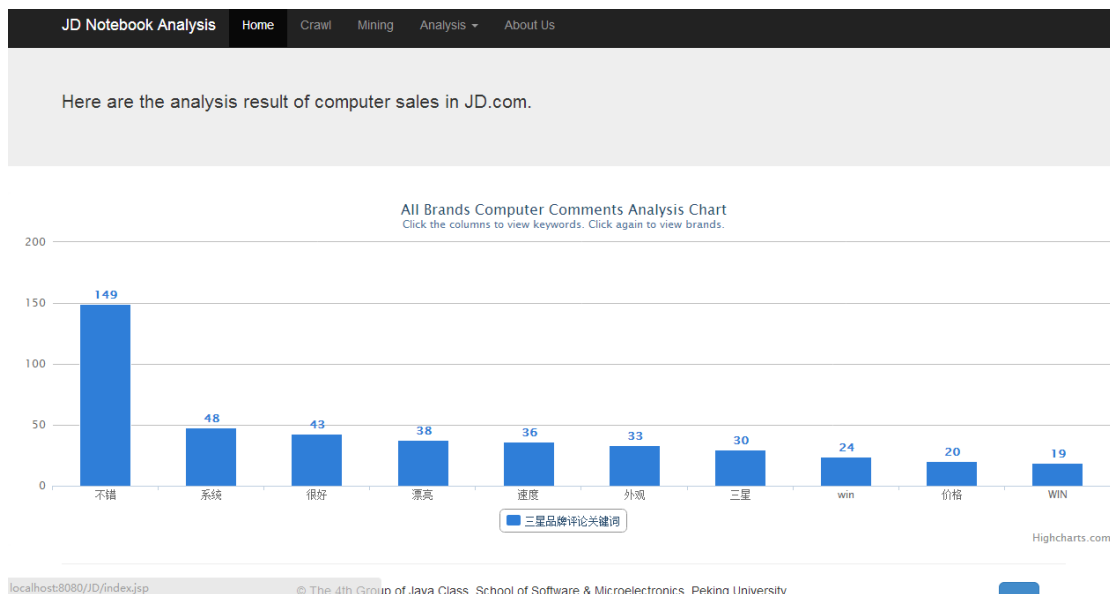 JD Notebook Analysis Home Crawl Mining Analysis About Us
Here are the analysis result of computer sales in JD.com.
All Brands Computer Comments Analysis Chart
Click the columns to view keywords. Click again to view brands.
200
150
100
50
0
149
48
43
38
36
33
30
24
20
19
不错 系统 很好 漂亮 速度 外观 三星 win 价格 WIN
三星品牌评论关键词
Highcharts.com
localhost:8080/JD/index.jsp
© The 4th Group of Java Class, School of Software & Microelectronics, Peking University